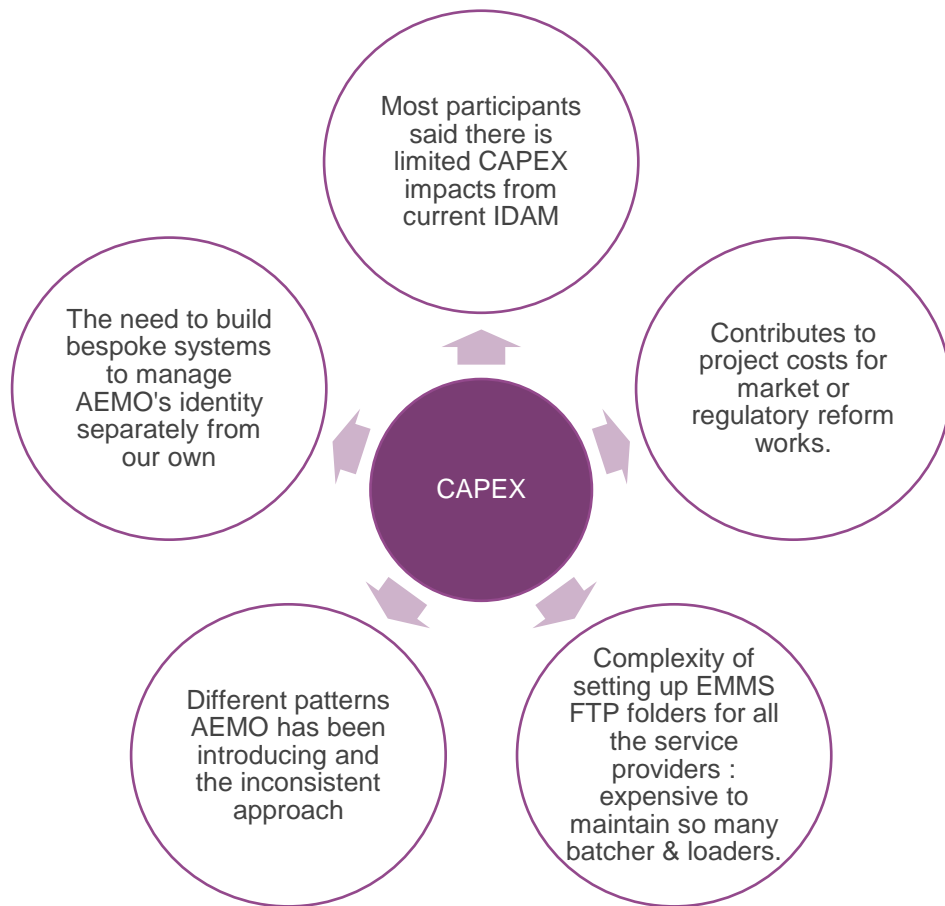 Most participants
said there is
limited CAPEX
impacts from
current IDAM
The need to build
bespoke systems
to manage
AEMO's identity
separately from
our own
Contributes to
project costs for
market or
regulatory reform
works.
CAPEX
Different patterns
AEMO has been
introducing and
the inconsistent
approach
Complexity of
setting up EMMS
FTP folders for all
the service
providers :
expensive to
maintain so many
batcher & loaders.